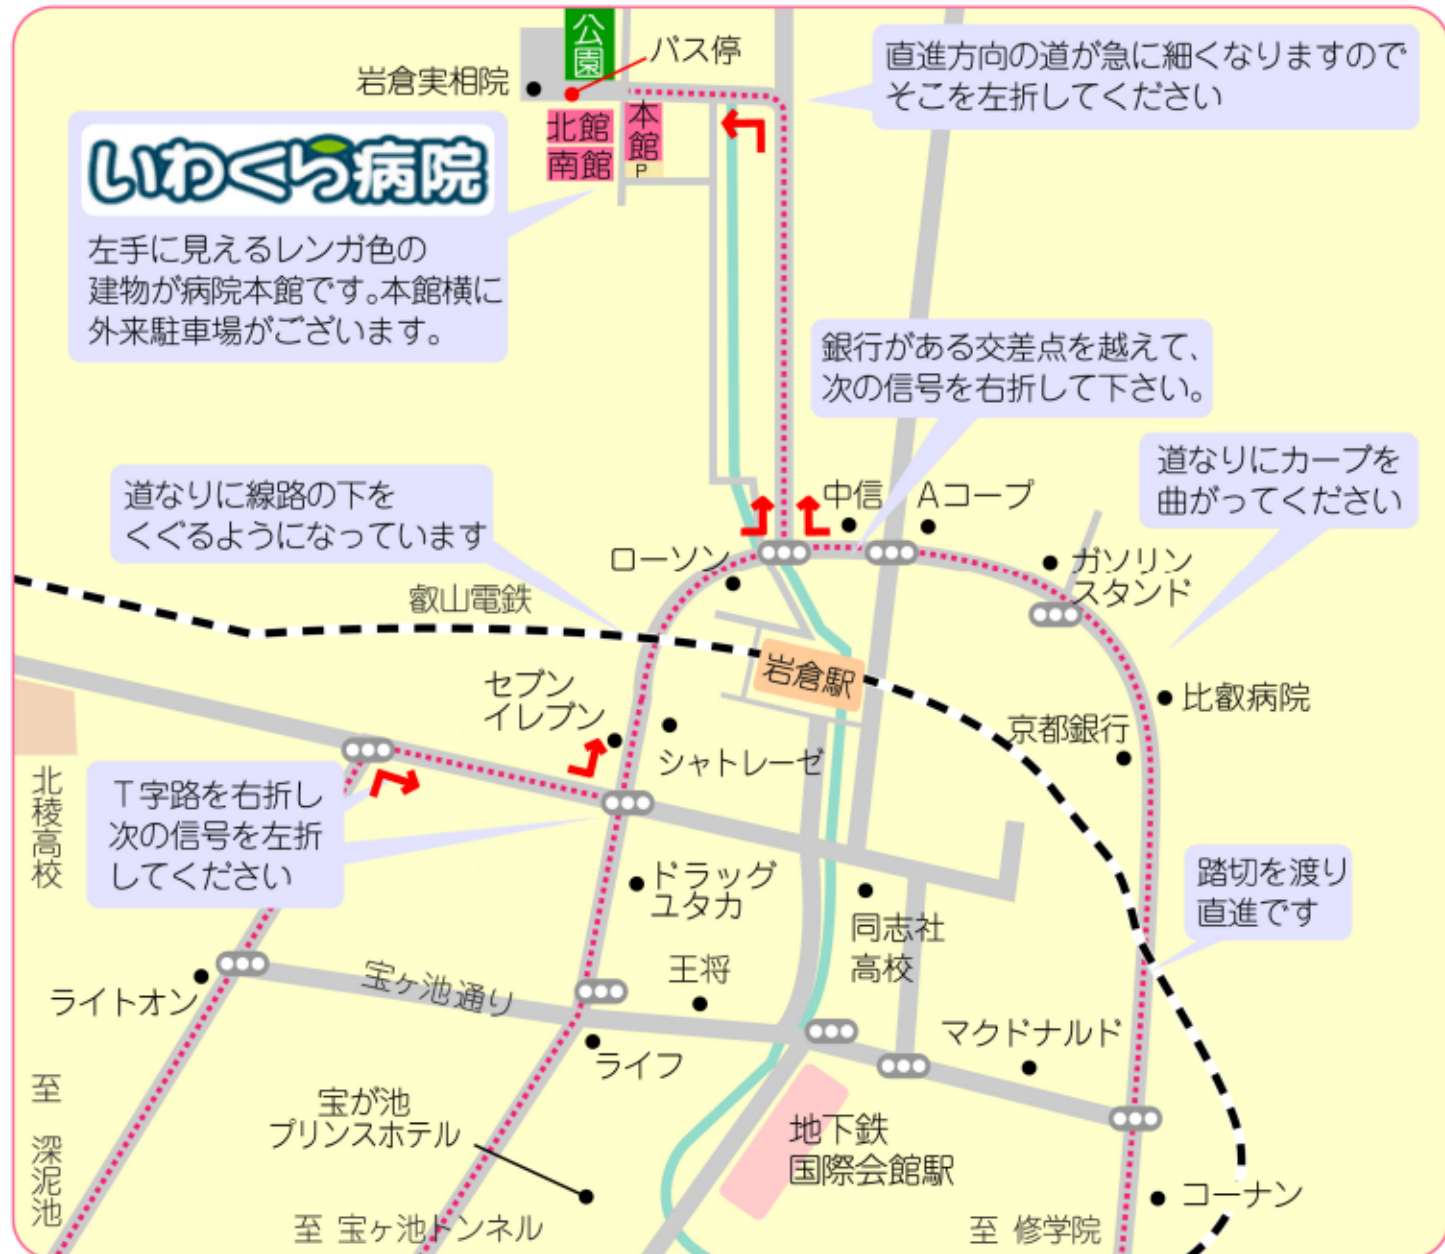 公園
バス停
岩倉実相院
北館
南館
本館
P
直進方向の道が急に細くなりますので
そこを左折してください
いわくら病院
左手に見えるレンガ色の
建物が病院本館です。本館横に
外来駐車場がございます。
銀行がある交差点を越えて、
次の信号を右折して下さい。
道なりにカーブを
曲がってください
道なりに線路の下を
くぐるようになっています
中信
Aコープ
ローソン
ガソリン
スタンド
叡山電鉄
岩倉駅
セブン
イレブン
シャトレーゼ
比叡病院
京都銀行
北稜高校
T字路を右折し
次の信号を左折
してください
ドラッグ
ユタカ
同志社
高校
踏切を渡り
直進です
ライトオン
宝ヶ池通り
王将
ライフ
マクドナルド
至 深泥池
宝が池
プリンスホテル
地下鉄
国際会館駅
コーナン
至 宝ヶ池トンネル
至 修学院